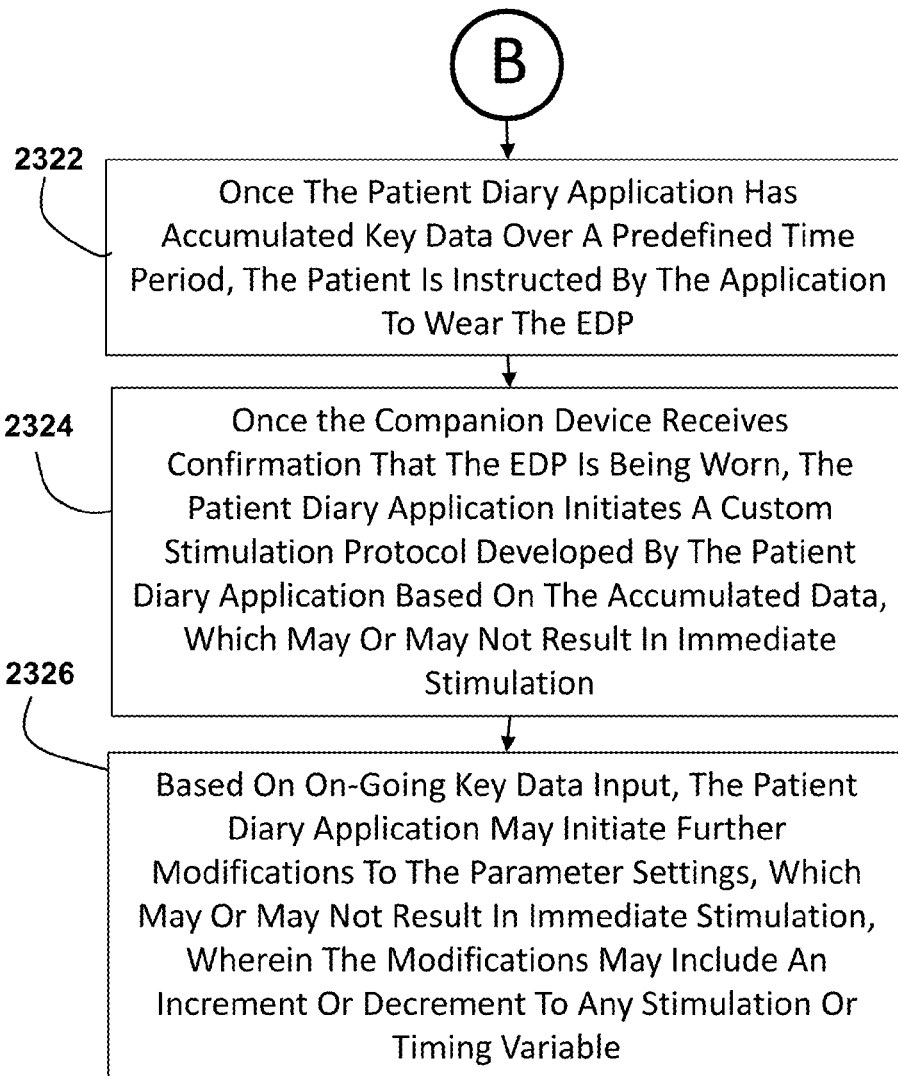 B
2322
Once The Patient Diary Application Has
Accumulated Key Data Over A Predefined Time
Period, The Patient Is Instructed By The Application
To Wear The EDP
2324
Once the Companion Device Receives
Confirmation That The EDP Is Being Worn, The
Patient Diary Application Initiates A Custom
Stimulation Protocol Developed By The Patient
Diary Application Based On The Accumulated Data,
Which May Or May Not Result In Immediate
Stimulation
2326
Based On On-Going Key Data Input, The Patient
Diary Application May Initiate Further
Modifications To The Parameter Settings, Which
May Or May Not Result In Immediate Stimulation,
Wherein The Modifications May Include An
Increment Or Decrement To Any Stimulation Or
Timing Variable